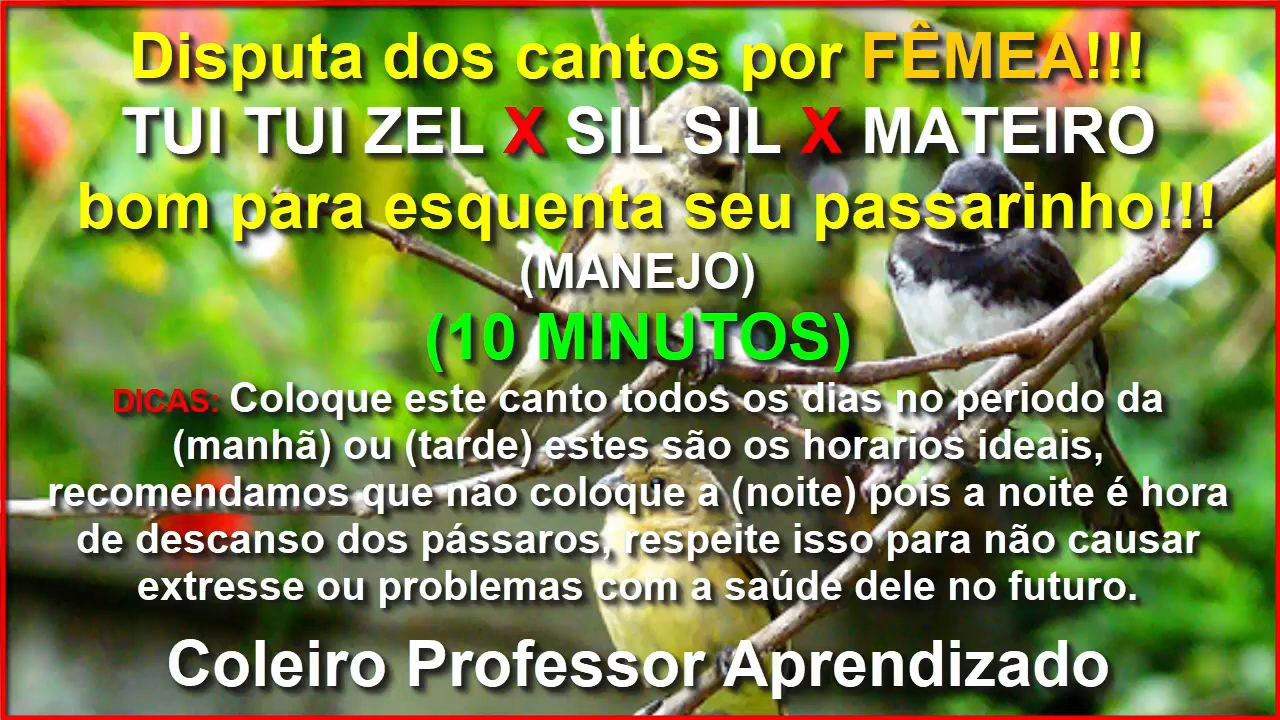 Disputa dos cantos por FÊMEA!!!
TUI TUI ZEL X SIL SIL X MATEIRO
bom para esquenta seu passarinho!!!
(MANEJO)
(10 MINUTOS)
DICAS: Coloque este canto todos os dias no periodo da
(manhã) ou (tarde) estes são os horarios ideais,
recomendamos que não coloque a (noite) pois a noite é hora
de descanso dos pássaros, respeite isso para não causar
extresse ou problemas com a saúde dele no futuro.
Coleiro Professor Aprendizado